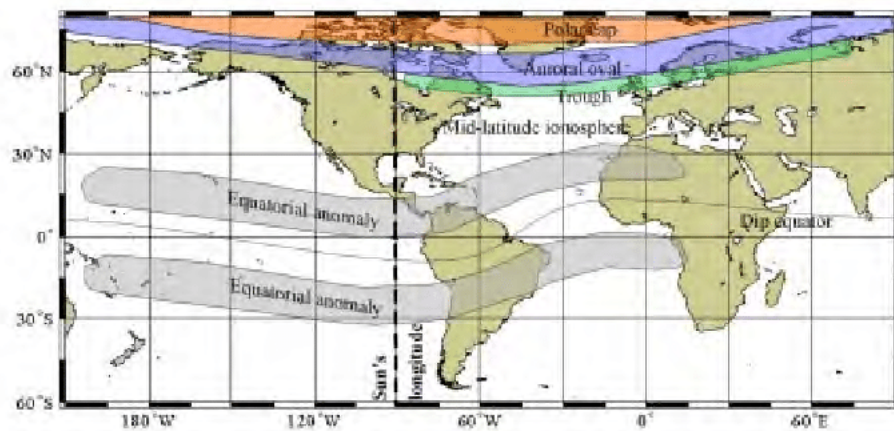 Polar cap
Auroral oval
60°N
Trough
Mid-latitude ionosphere
30°N
Equatorial anomaly
Dip equator
0°
Equatorial anomaly
30°S
Sun's
longitude
60°S
180°W
120°W
60°W
0°
60°E